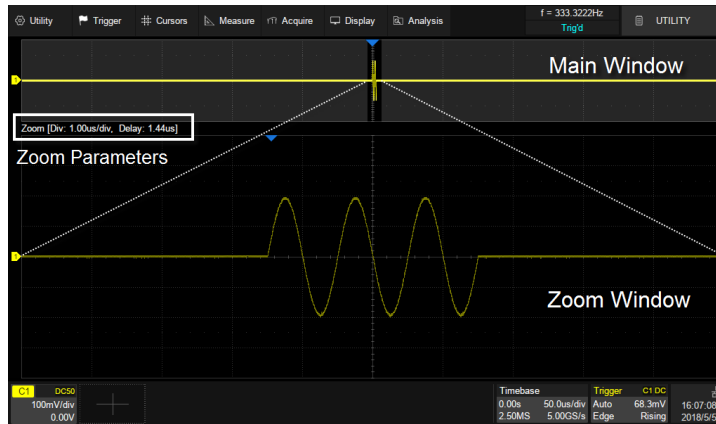 Utility Trigger Cursors Measure Acquire Display Analysis f = 333.3222Hz Trig'd UTILITY
Main Window
1
Zoom [Div: 1.00us/div, Delay: 1.44us]
Zoom Parameters
1
Zoom Window
C1 DC50
100mV/div
0.00V
Timebase
0.00s 50.0us/div
2.50MS 5.00GS/s
Trigger C1 DC
Auto 68.3mV
Edge Rising
16:07:08
2018/5/5